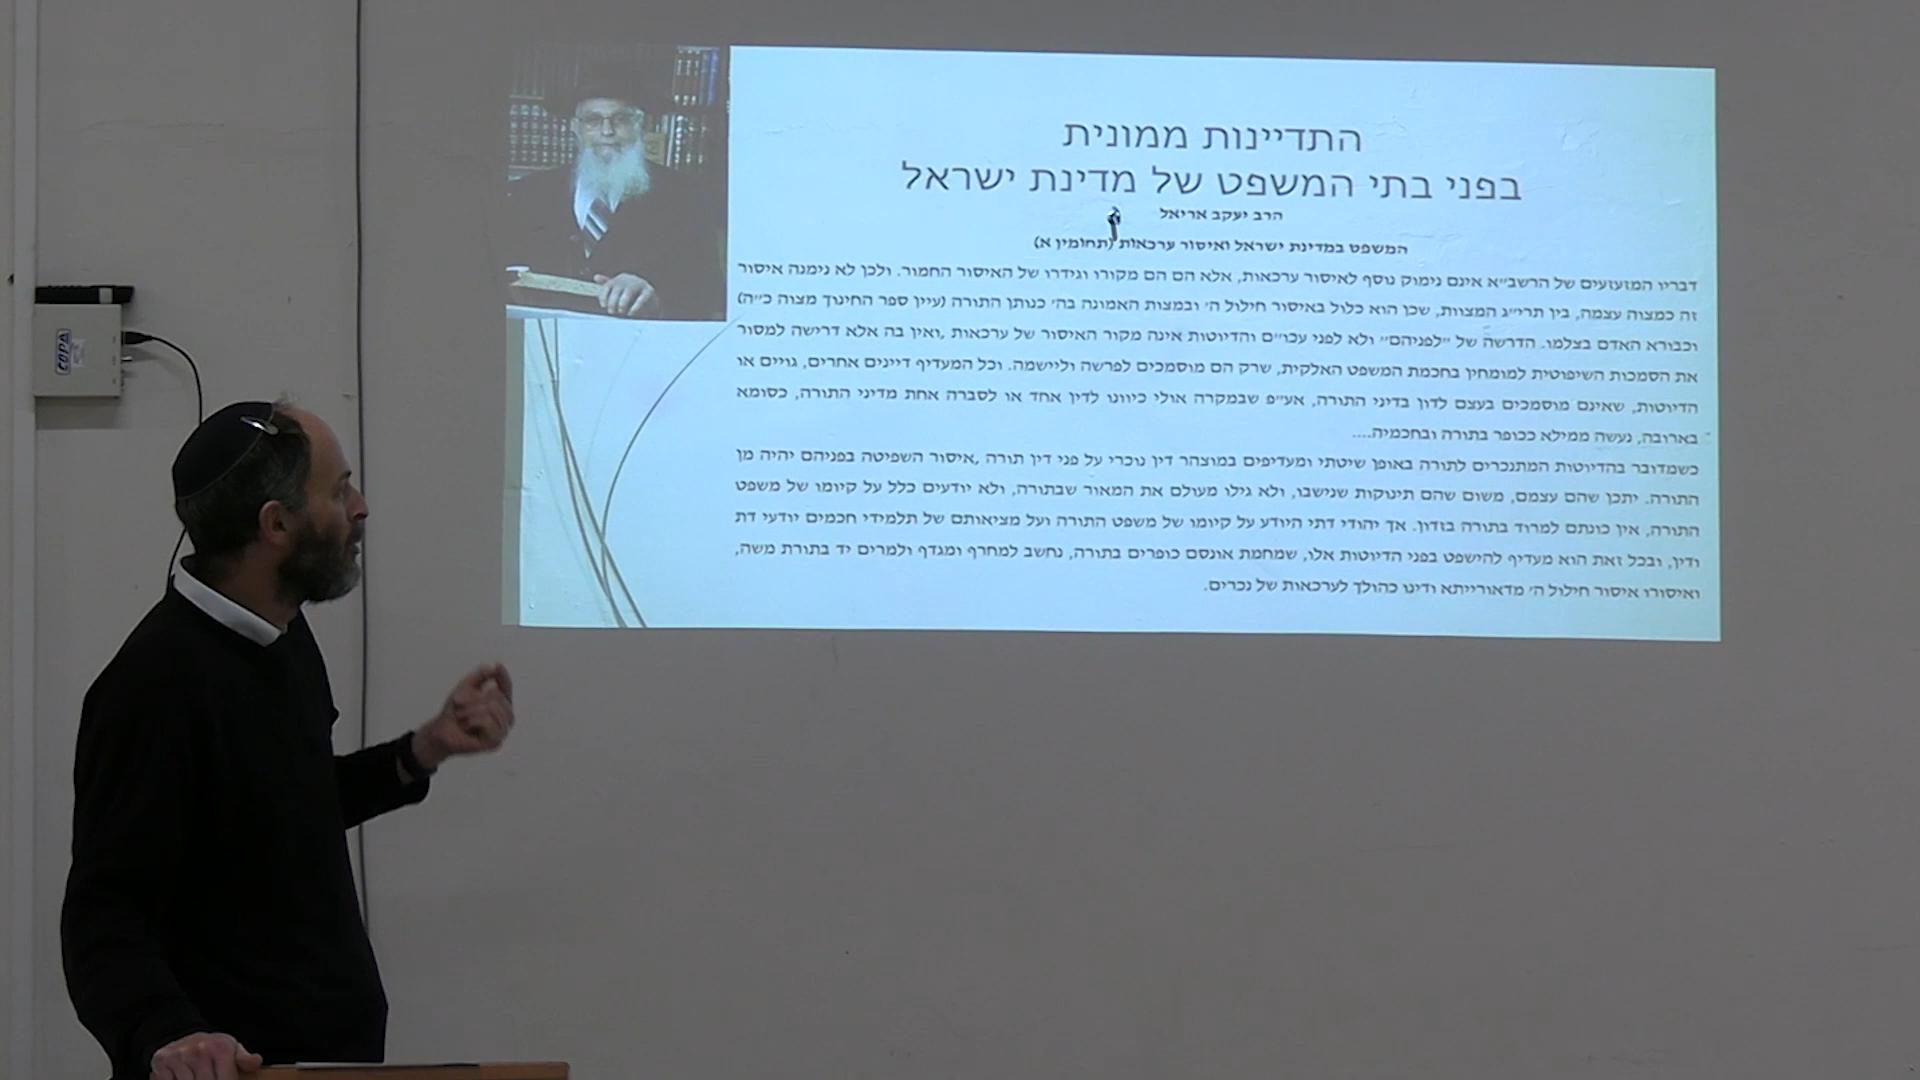 התדיינות ממונית
בפני בתי המשפט של מדינת ישראל
הרב יעקב אריאל
המשפט במדינת ישראל ואיסור ערכאות (תחומין א)
דבריו המזעזעים של הרשב״א אינם נימוק נוסף לאיסור ערכאות, אלא הם הם מקורו וגידרו של האיסור החמור. ולכן לא נימנה איסור
זה כמצוה עצמה, בין תרי״ג המצוות, שכן הוא כלול באיסור חילול ה׳ ובמצות האמונה בה׳ כנותן התורה (עיין ספר החינוך מצוה כ״ה)
וכבורא האדם בצלמו. הדרשה של ״לפניהם״ ולא לפני עכו״ם והדיוטות אינה מקור האיסור של ערכאות ,ואין בה אלא דרישה למסור
את הסמכות השיפוטית למומחין בחכמת המשפט האלקית, שרק הם מוסמכים לפרשה וליישמה. וכל המעדיף דיינים אחרים, גויים או
הדיוטות, שאינם מוסמכים בעצם לדון בדיני התורה, אע״פ שבמקרה אולי כיוונו לדין אחד או לסברה אחת מדיני התורה, כסומא
בארובה, נעשה ממילא ככופר בתורה ובחכמיה....
כשמדובר בהדיוטות המתנכרים לתורה באופן שיטתי ומעדיפים במוצהר דין נוכרי על פני דין תורה ,איסור השפיטה בפניהם יהיה מן
התורה. יתכן שהם עצמם, משום שהם תינוקות שנישבו, ולא גילו מעולם את המאור שבתורה, ולא יודעים כלל על קיומו של משפט
התורה, אין כונתם למרוד בתורה בזדון. אך יהודי דתי היודע על קיומו של משפט התורה ועל מציאותם של תלמידי חכמים יודעי דת
ודין, ובכל זאת הוא מעדיף להישפט בפני הדיוטות אלו, שמחמת אונסם כופרים בתורה, נחשב למחרף ומגדף ולמרים יד בתורת משה,
ואיסורו איסור חילול ה׳ מדאורייתא ודינו כהולך לערכאות של נכרים.